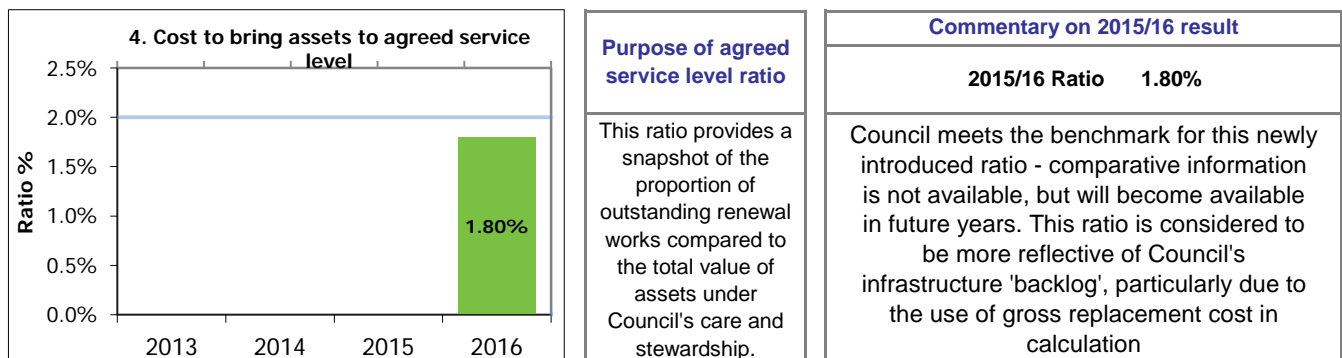 4. Cost to bring assets to agreed service
level
2.5%
2.0%
1.5%
1.0%
0.5%
0.0%
Ratio %
1.80%
2013 2014 2015 2016
Purpose of agreed
service level ratio
This ratio provides a
snapshot of the
proportion of
outstanding renewal
works compared to
the total value of
assets under
Council's care and
stewardship.
Commentary on 2015/16 result
2015/16 Ratio 1.80%
Council meets the benchmark for this newly
introduced ratio - comparative information
is not available, but will become available
in future years. This ratio is considered to
be more reflective of Council's
infrastructure 'backlog', particularly due to
the use of gross replacement cost in
calculation